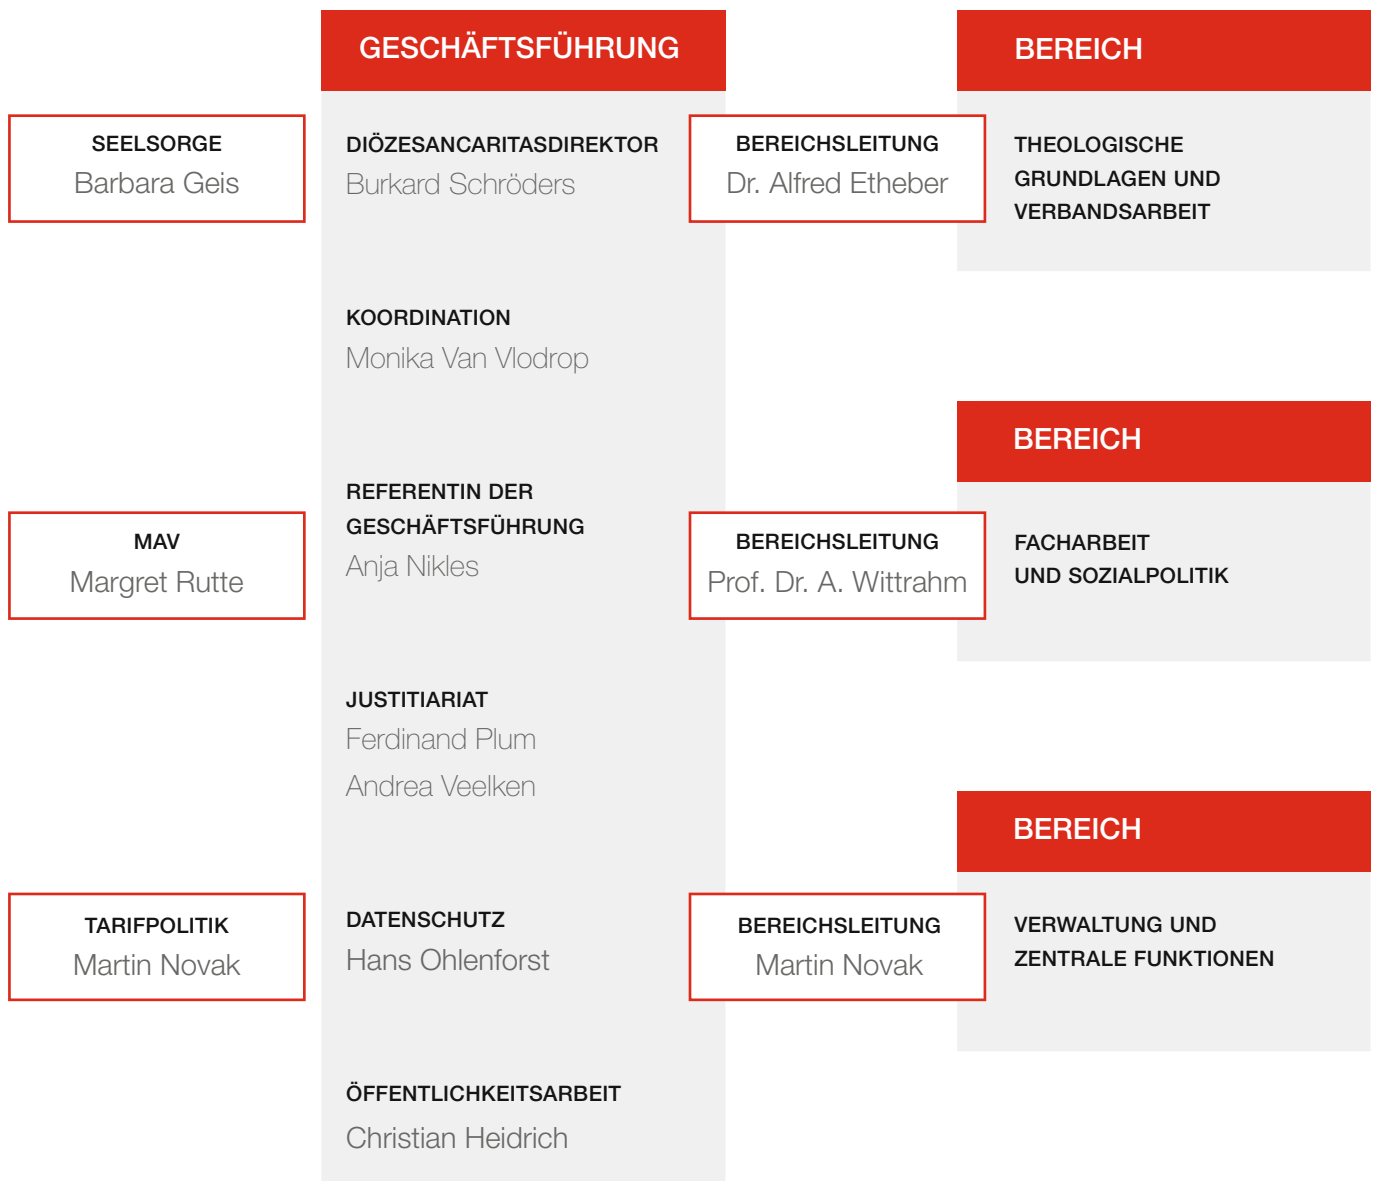 GESCHÄFTSFÜHRUNG
BEREICH
SEELSORGE
Barbara Geis
DIÖZESANCARITASDIREKTOR
Burkard Schröders
BEREICHSLEITUNG
Dr. Alfred Etheber
THEOLOGISCHE
GRUNDLAGEN UND
VERBANDSARBEIT
KOORDINATION
Monika Van Vlodrop
BEREICH
REFERENTIN DER
GESCHÄFTSFÜHRUNG
Anja Nikles
MAV
Margret Rutte
BEREICHSLEITUNG
Prof. Dr. A. Wittrahm
FACHARBEIT
UND SOZIALPOLITIK
JUSTITIARIAT
Ferdinand Plum
Andrea Veelken
BEREICH
TARIFPOLITIK
Martin Novak
DATENSCHUTZ
Hans Ohlenforst
BEREICHSLEITUNG
Martin Novak
VERWALTUNG UND
ZENTRALE FUNKTIONEN
ÖFFENTLICHKEITSARBEIT
Christian Heidrich